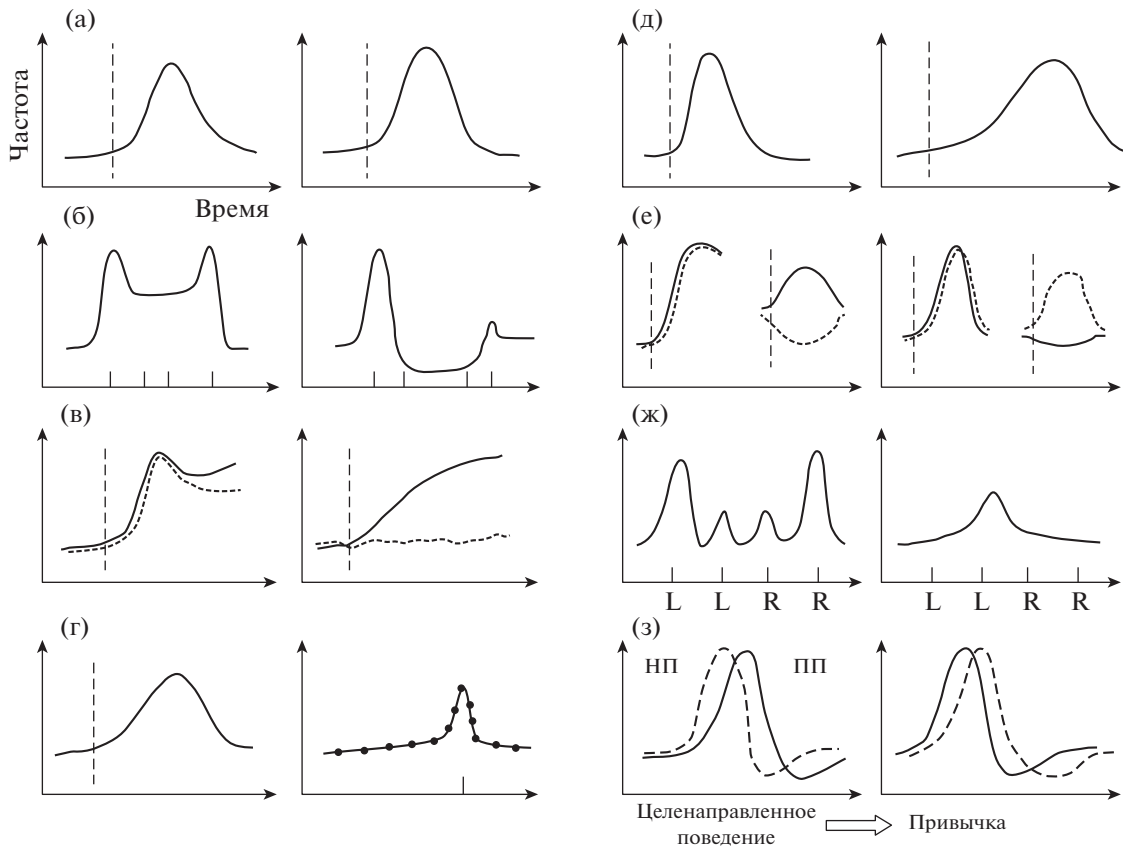 (а)
Частота
Время
(б)
(в)
(г)
(д)
(е)
(ж)
L L R R
L L R R
(з)
НП ПП
Целенаправленное
поведение
Привычка